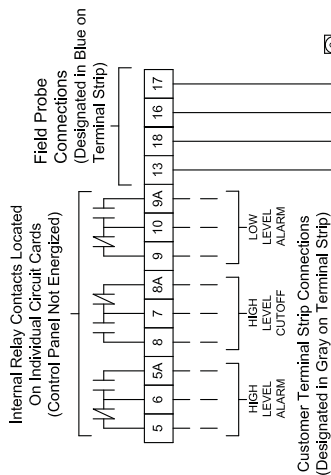 Internal Relay Contacts Located
On Individual Circuit Cards
(Control Panel Not Energized)
Field Probe
Connections
(Designated in Blue on
Terminal Strip)
5 6 5A 8 7 8A 9 10 9A 13 18 16 17
HIGH
LEVEL
ALARM
HIGH
LEVEL
CUTOFF
LOW
LEVEL
ALARM
Customer Terminal Strip Connections
(Designated in Gray on Terminal Strip)